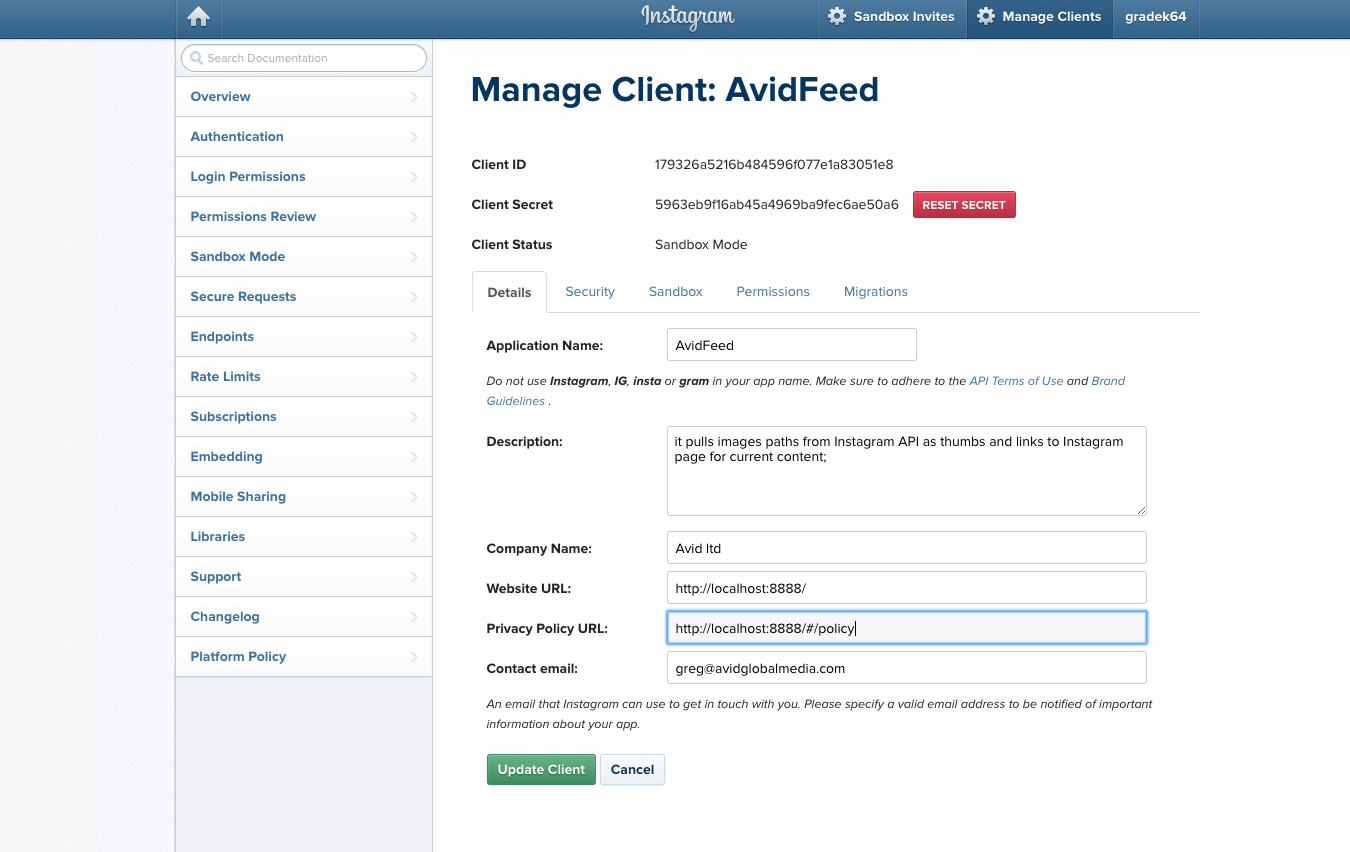 Instagram
Sandbox Invites
Manage Clients
gradek64
Search Documentation
Overview
Authentication
Login Permissions
Permissions Review
Sandbox Mode
Secure Requests
Endpoints
Rate Limits
Subscriptions
Embedding
Mobile Sharing
Libraries
Support
Changelog
Platform Policy
Manage Client: AvidFeed
Client ID 179326a5216b484596f077e1a83051e8
Client Secret 5963eb9f16ab45a4969ba9fec6ae50a6 RESET SECRET
Client Status Sandbox Mode
Details Security Sandbox Permissions Migrations
Application Name: AvidFeed
Do not use Instagram, IG, insta or gram in your app name. Make sure to adhere to the API Terms of Use and Brand
Guidelines .
Description: it pulls images paths from Instagram API as thumbs and links to Instagram
page for current content;
Company Name: Avid ltd
Website URL: http://localhost:8888/
Privacy Policy URL: http://localhost:8888/#/policy
Contact email: greg@avidglobalmedia.com
An email that Instagram can use to get in touch with you. Please specify a valid email address to be notified of important
information about your app.
Update Client Cancel